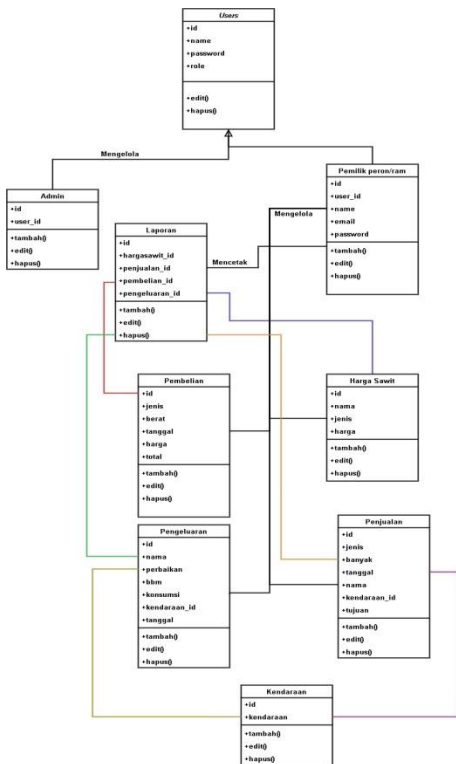 Users
+id
+name
+password
+role
+edit()
+hapus()
Mengelola
Admin
+id
+user_id
+tambah()
+edit()
+hapus()
Pemilik peron/ram
+id
+user_id
+name
+email
+password
+tambah()
+edit()
+hapus()
Mengelola
Laporan
+id
+hargasawit_id
+penjualan_id
+pembelian_id
+pengeluaran_id
+tambah()
+edit()
+hapus()
Mencetak
Pembelian
+id
+jenis
+berat
+tanggal
+harga
+total
+tambah()
+edit()
+hapus()
Harga Sawit
+id
+nama
+jenis
+harga
+tambah()
+edit()
+hapus()
Pengeluaran
+id
+nama
+perbaikan
+bbm
+konsumsi
+kendaraan_id
+tanggal
+tambah()
+edit()
+hapus()
Penjualan
+id
+jenis
+banyak
+tanggal
+nama
+kendaraan_id
+tujuan
+tambah()
+edit()
+hapus()
Kendaraan
+id
+kendaraan
+tambah()
+edit()
+hapus()